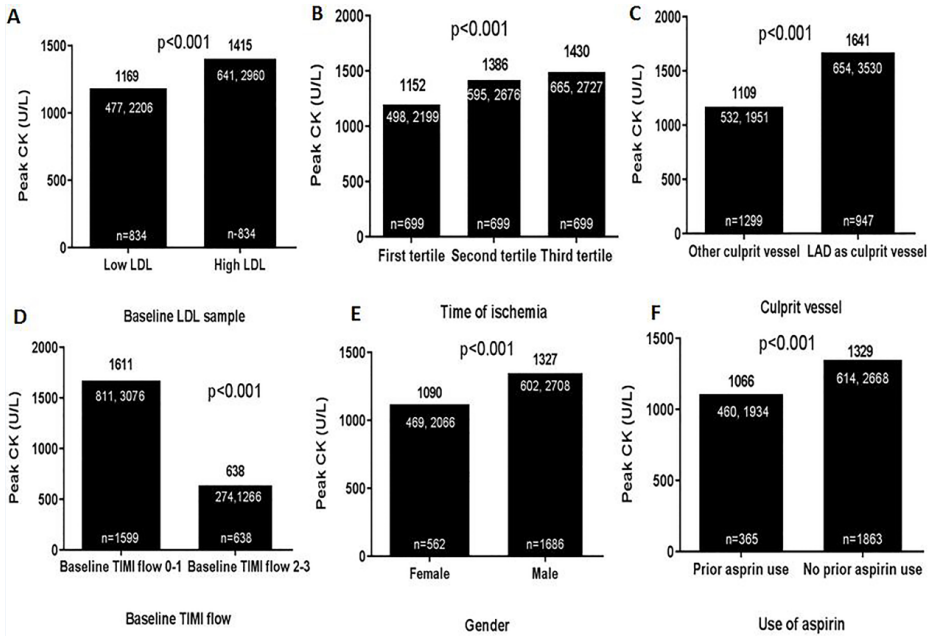 A
p<0.001
1500
1000
500
0
Peak CK (U/L)
1169
1415
477, 2206
641, 2960
n=834
n-834
Low LDL
High LDL
Baseline LDL sample
B
p<0.001
2000
1500
1000
500
0
Peak CK (U/L)
1152
1386
1430
498, 2199
595, 2676
665, 2727
n=699
n=699
n=699
First tertile
Second tertile
Third tertile
Time of ischemia
C
p<0.001
2000
1500
1000
500
0
Peak CK (U/L)
1109
1641
532, 1951
654, 3530
n=1299
n=947
Other culprit vessel
LAD as culprit vessel
Culprit vessel
D
p<0.001
2000
1500
1000
500
0
Peak CK (U/L)
1611
638
811, 3076
274,1266
n=1599
n=638
Baseline TIMI flow 0-1
Baseline TIMI flow 2-3
Baseline TIMI flow
E
p<0.001
1500
1000
500
0
Peak CK (U/L)
1090
1327
469, 2066
602, 2708
n=562
n=1686
Female
Male
Gender
F
p<0.001
1500
1000
500
0
Peak CK (U/L)
1066
1329
460, 1934
614, 2668
n=365
n=1863
Prior asprin use
No prior aspirin use
Use of aspirin